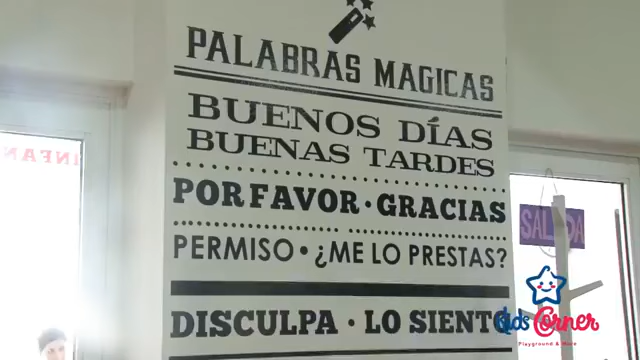 PALABRAS MAGICAS
BUENOS DÍAS
BUENAS TARDES
POR FAVOR · GRACIAS
PERMISO • ¿ME LO PRESTAS?
DISCULPA · LO SIENTO
INFAN
SALIDA
Kids Corner
Playground & More